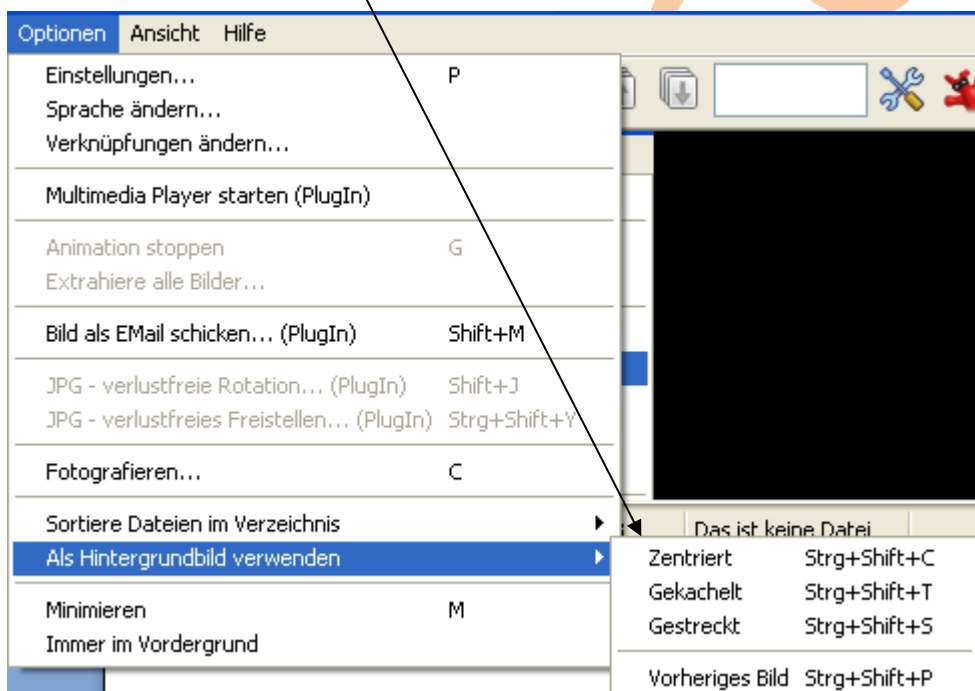 Optionen Ansicht Hilfe
Einstellungen... P
Sprache ändern...
Verknüpfungen ändern...
Multimedia Player starten (PlugIn)
Animation stoppen G
Extrahiere alle Bilder...
Bild als EMail schicken... (PlugIn) Shift+M
JPG - verlustfreie Rotation... (PlugIn) Shift+J
JPG - verlustfreies Freistellen... (PlugIn) Strg+Shift+Y
Fotografieren... C
Sortiere Dateien im Verzeichnis
Das ist keine Datei
Als Hintergrundbild verwenden
Zentriert Strg+Shift+C
Gekachelt Strg+Shift+T
Gestreckt Strg+Shift+S
Vorheriges Bild Strg+Shift+P
Minimieren M
Immer im Vordergrund